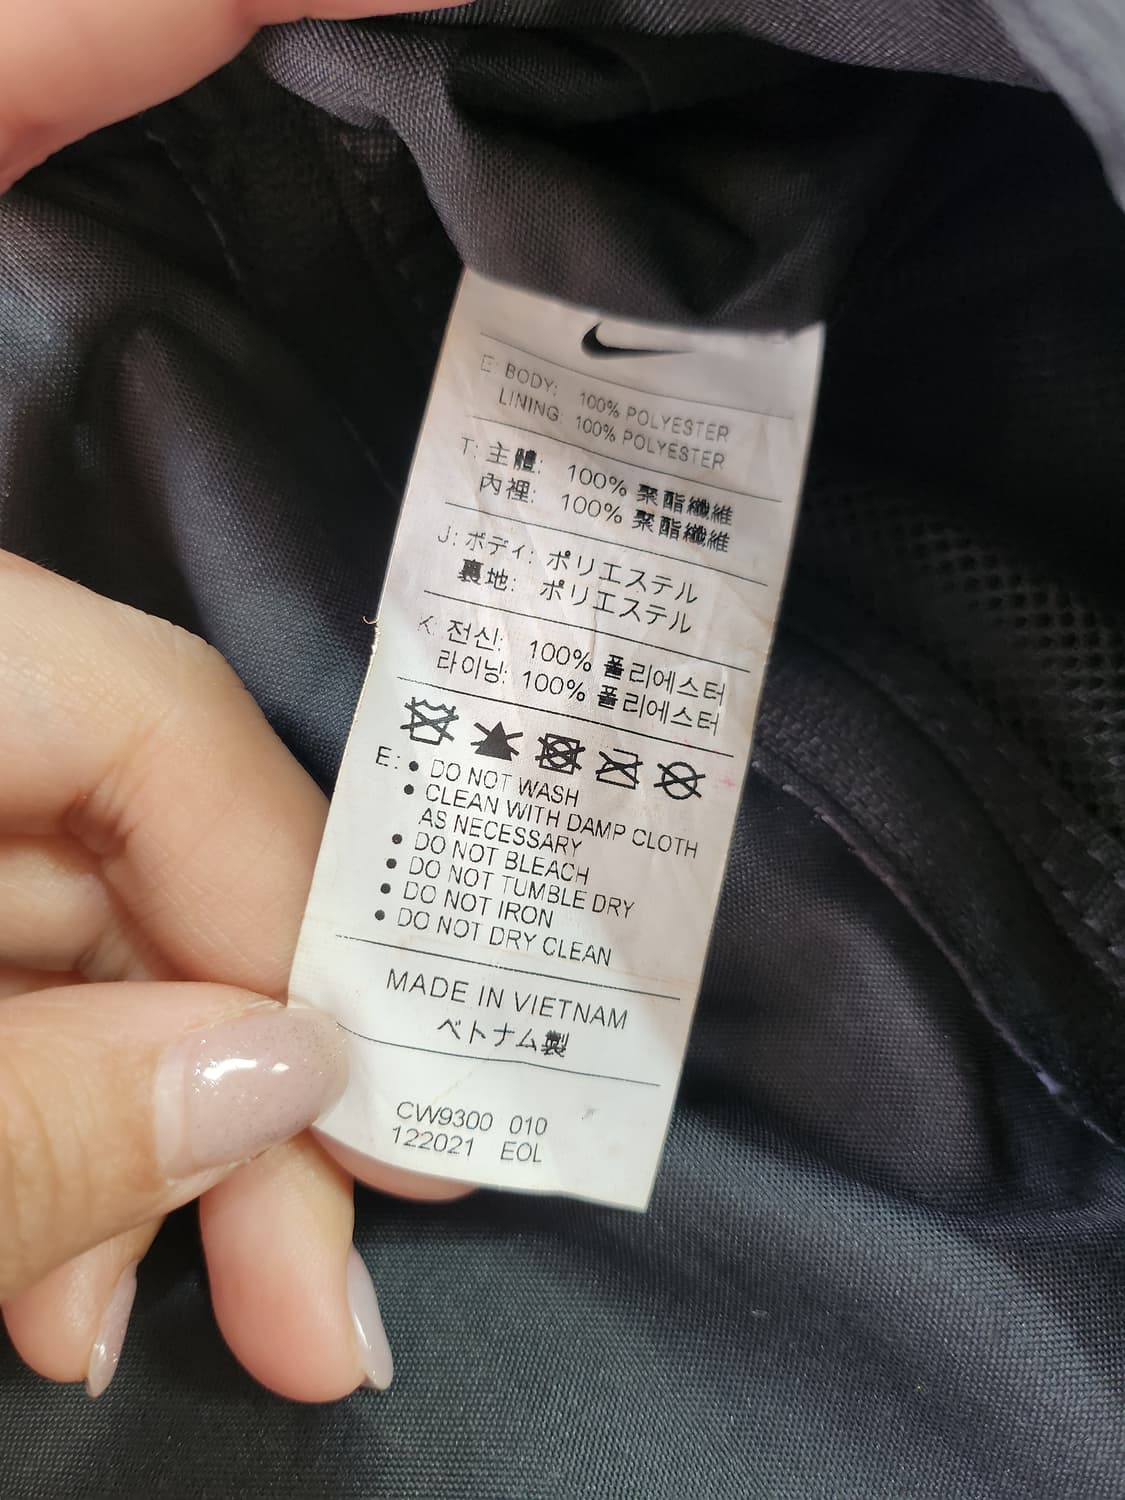 E: BODY: 100% POLYESTER
LINING: 100% POLYESTER
T: 主體: 100% 聚酯纖維
內裡: 100% 聚酯纖維
J: ボディ: ポリエステル
裏地: ポリエステル
K: 전신: 100% 폴리에스터
라이닝: 100% 폴리에스터
E: • DO NOT WASH
• CLEAN WITH DAMP CLOTH
AS NECESSARY
• DO NOT BLEACH
• DO NOT TUMBLE DRY
• DO NOT IRON
• DO NOT DRY CLEAN
MADE IN VIETNAM
ベトナム製
CW9300 010
122021 EOL